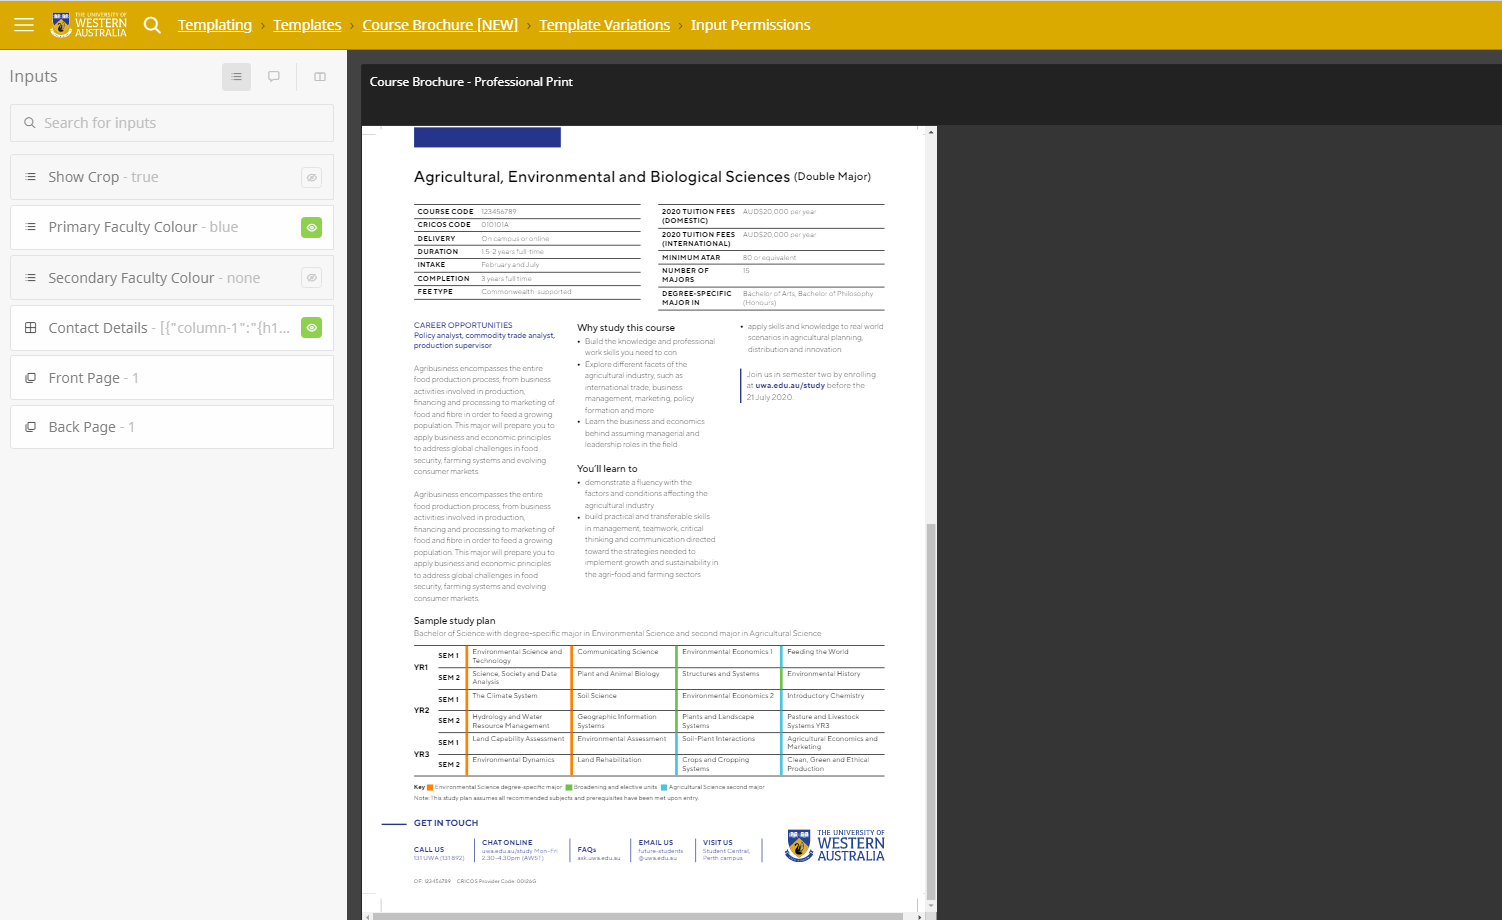 THE UNIVERSITY OF
WESTERN
AUSTRALIA
Templating › Templates › Course Brochure [NEW] › Template Variations › Input Permissions
Inputs
Search for inputs
Show Crop - true
Primary Faculty Colour - blue
Secondary Faculty Colour - none
Contact Details - [{"column-1":"{h1...
Front Page - 1
Back Page - 1
Course Brochure - Professional Print
Agricultural, Environmental and Biological Sciences (Double Major)
COURSE CODE 123456789
CRICOS CODE 010101A
DELIVERY On campus or online
DURATION 1.5-2 years full-time
INTAKE February and July
COMPLETION 3 years full time
FEE TYPE Commonwealth-supported
2020 TUITION FEES AUD$20,000 per year
(DOMESTIC)
2020 TUITION FEES AUD$20,000 per year
(INTERNATIONAL)
MINIMUM ATAR 80 or equivalent
NUMBER OF 15
MAJORS
DEGREE-SPECIFIC Bachelor of Arts, Bachelor of Philosophy
MAJOR IN (Honours)
CAREER OPPORTUNITIES
Policy analyst, commodity trade analyst,
production supervisor
Agribusiness encompasses the entire
food production process, from business
activities involved in production,
financing and processing to marketing of
food and fibre in order to feed a growing
population. This major will prepare you to
apply business and economic principles
to address global challenges in food
security, farming systems and evolving
consumer markets.
Agribusiness encompasses the entire
food production process, from business
activities involved in production,
financing and processing to marketing of
food and fibre in order to feed a growing
population. This major will prepare you to
apply business and economic principles
to address global challenges in food
security, farming systems and evolving
consumer markets.
Why study this course
• Build the knowledge and professional
work skills you need to con
• Explore different facets of the
agricultural industry, such as
international trade, business
management, marketing, policy
formation and more
• Learn the business and economics
behind assuming managerial and
leadership roles in the field
You'll learn to
• demonstrate a fluency with the
factors and conditions affecting the
agricultural industry
• build practical and transferable skills
in management, teamwork, critical
thinking and communication directed
toward the strategies needed to
implement growth and sustainability in
the agri-food and farming sectors
• apply skills and knowledge to real world
scenarios in agricultural planning,
distribution and innovation
Join us in semester two by enrolling
at uwa.edu.au/study before the
21 July 2020.
Sample study plan
Bachelor of Science with degree-specific major in Environmental Science and second major in Agricultural Science
YR1
SEM 1 Environmental Science and Technology Communicating Science Environmental Economics 1 Feeding the World
SEM 2 Science, Society and Data Analysis Plant and Animal Biology Structures and Systems Environmental History
YR2
SEM 1 The Climate System Soil Science Environmental Economics 2 Introductory Chemistry
SEM 2 Hydrology and Water Resource Management Geographic Information Systems Plants and Landscape Systems Pasture and Livestock Systems YR3
YR3
SEM 1 Land Capability Assessment Environmental Assessment Soil-Plant Interactions Agricultural Economics and Marketing
SEM 2 Environmental Dynamics Land Rehabilitation Crops and Cropping Systems Clean, Green and Ethical Production
Key Environmental Science degree-specific major Broadening and elective units Agricultural Science second major
Note: This study plan assumes all recommended subjects and prerequisites have been met upon entry.
GET IN TOUCH
CALL US
131 UWA (131 892)
CHAT ONLINE
uwa.edu.au/study Mon–Fri
2.30–4.30pm (AWST)
FAQs
ask.uwa.edu.au
EMAIL US
future-students
@uwa.edu.au
VISIT US
Student Central,
Perth campus
THE UNIVERSITY OF
WESTERN
AUSTRALIA
OF: 123456789 CRICOS Provider Code: 00126G